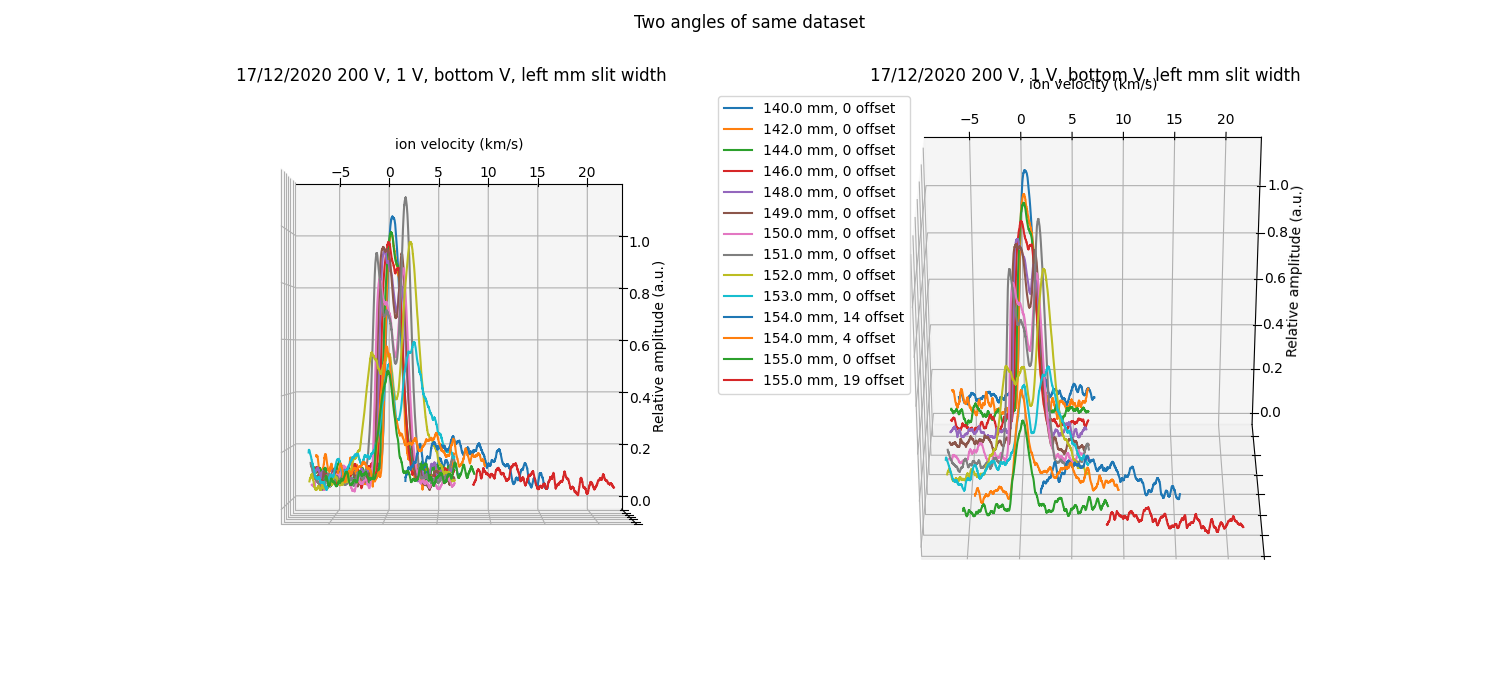 Two angles of same dataset
17/12/2020 200 V, 1 V, bottom V, left mm slit width
ion velocity (km/s)
−5 0 5 10 15 20
1.0
0.8
0.6
0.4
0.2
0.0
Relative amplitude (a.u.)
140.0 mm, 0 offset
142.0 mm, 0 offset
144.0 mm, 0 offset
146.0 mm, 0 offset
148.0 mm, 0 offset
149.0 mm, 0 offset
150.0 mm, 0 offset
151.0 mm, 0 offset
152.0 mm, 0 offset
153.0 mm, 0 offset
154.0 mm, 14 offset
154.0 mm, 4 offset
155.0 mm, 0 offset
155.0 mm, 19 offset
17/12/2020 200 V, 1 V, bottom V, left mm slit width
ion velocity (km/s)
−5 0 5 10 15 20
1.0
0.8
0.6
0.4
0.2
0.0
Relative amplitude (a.u.)